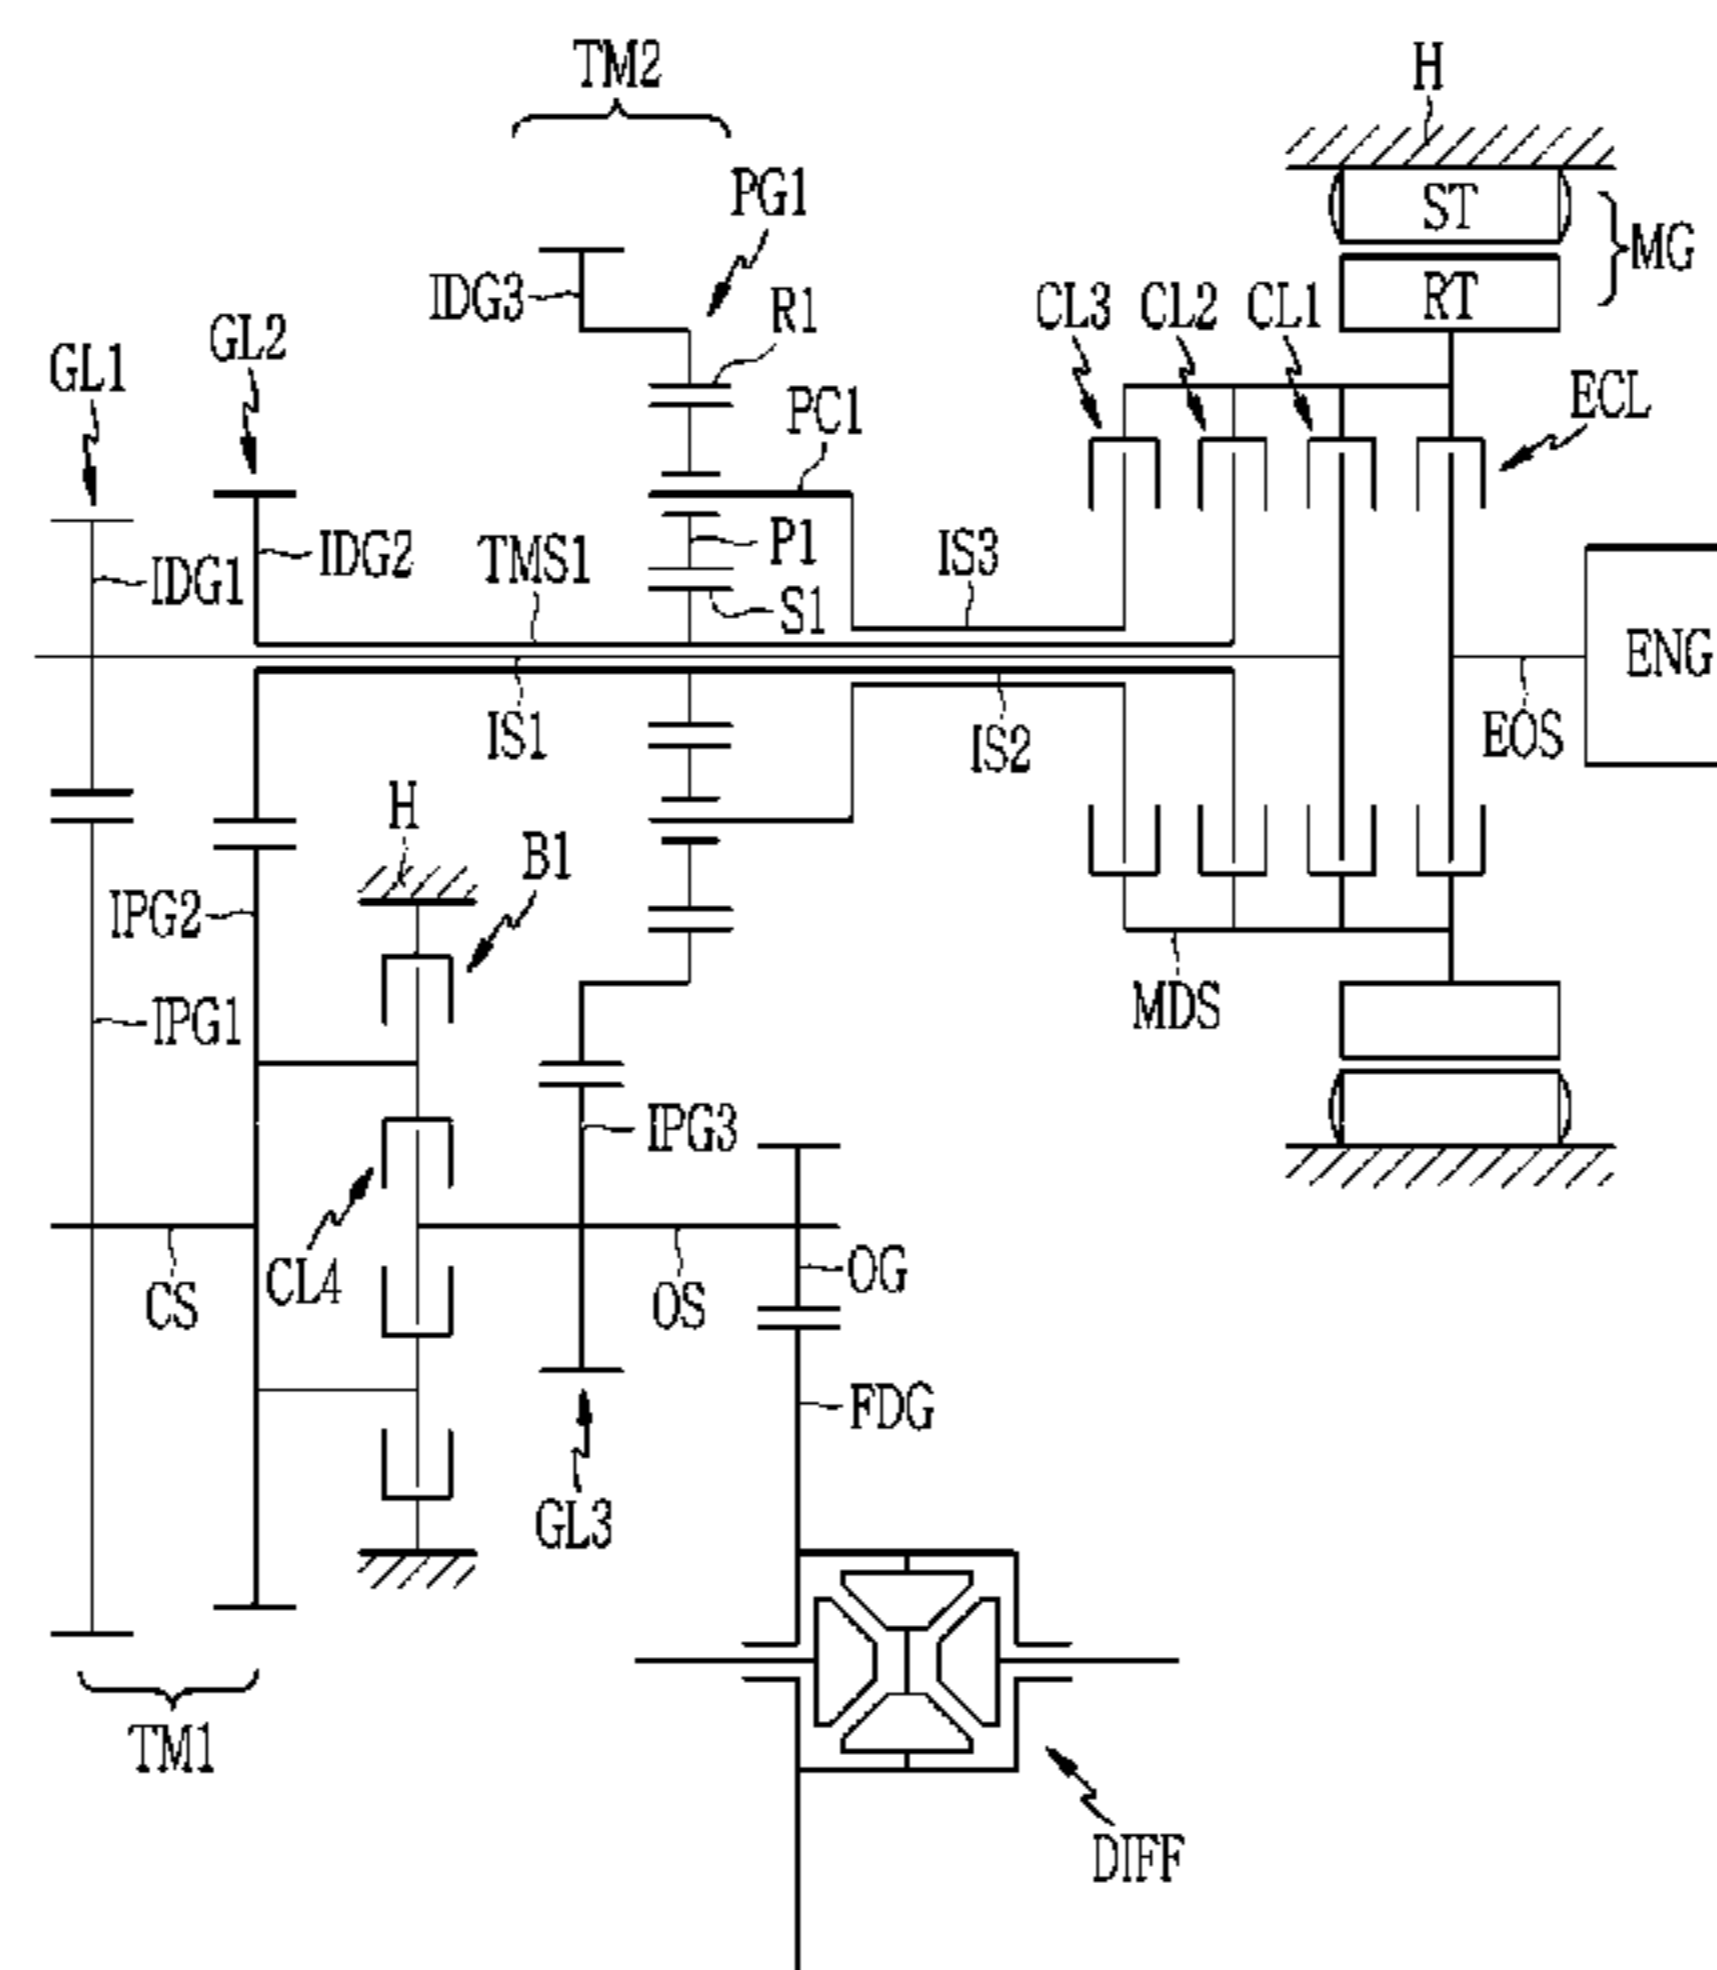 TM2
H
PG1
ST
MG
IDG3
R1
CL3
CL2
CL1
RT
GL2
GL1
PC1
ECL
IDG1
IDG2
TMS1
P1
IS3
S1
ENG
IS1
IS2
EOS
H
B1
IPG2
IPG1
MDS
IPG3
CS
CL4
OS
OG
FDG
GL3
TM1
DIFF